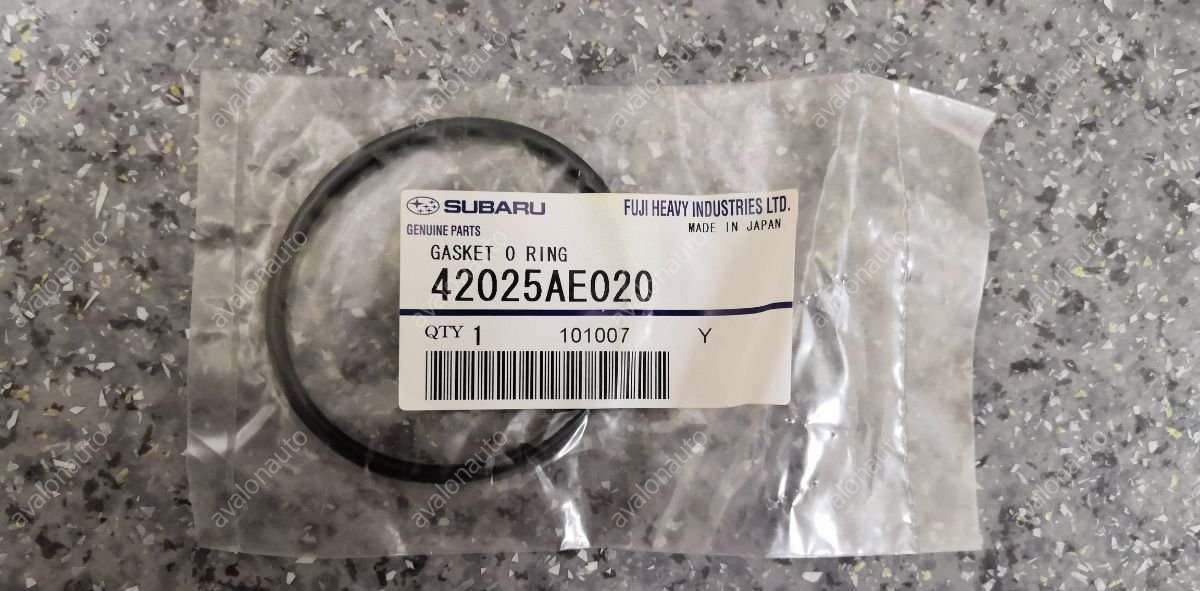 SUBARU
FUJI HEAVY INDUSTRIES LTD.
GENUINE PARTS
MADE IN JAPAN
GASKET O RING
42025AE020
QTY 1 101007 Y
avalonauto